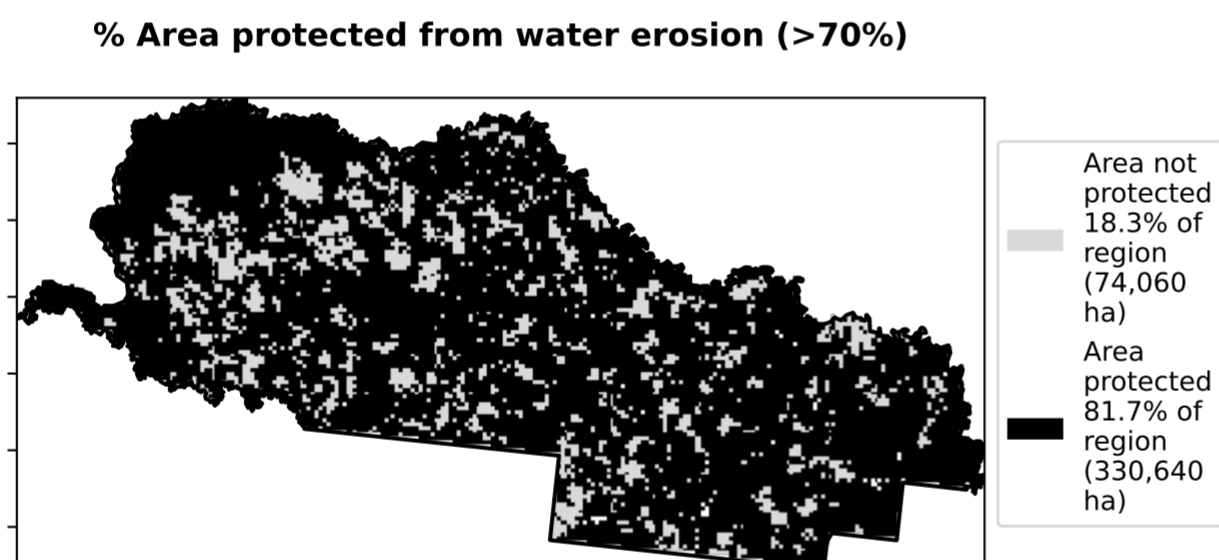 % Area protected from water erosion (>70%)
Area not
protected
18.3% of
region
(74,060
ha)
Area
protected
81.7% of
region
(330,640
ha)